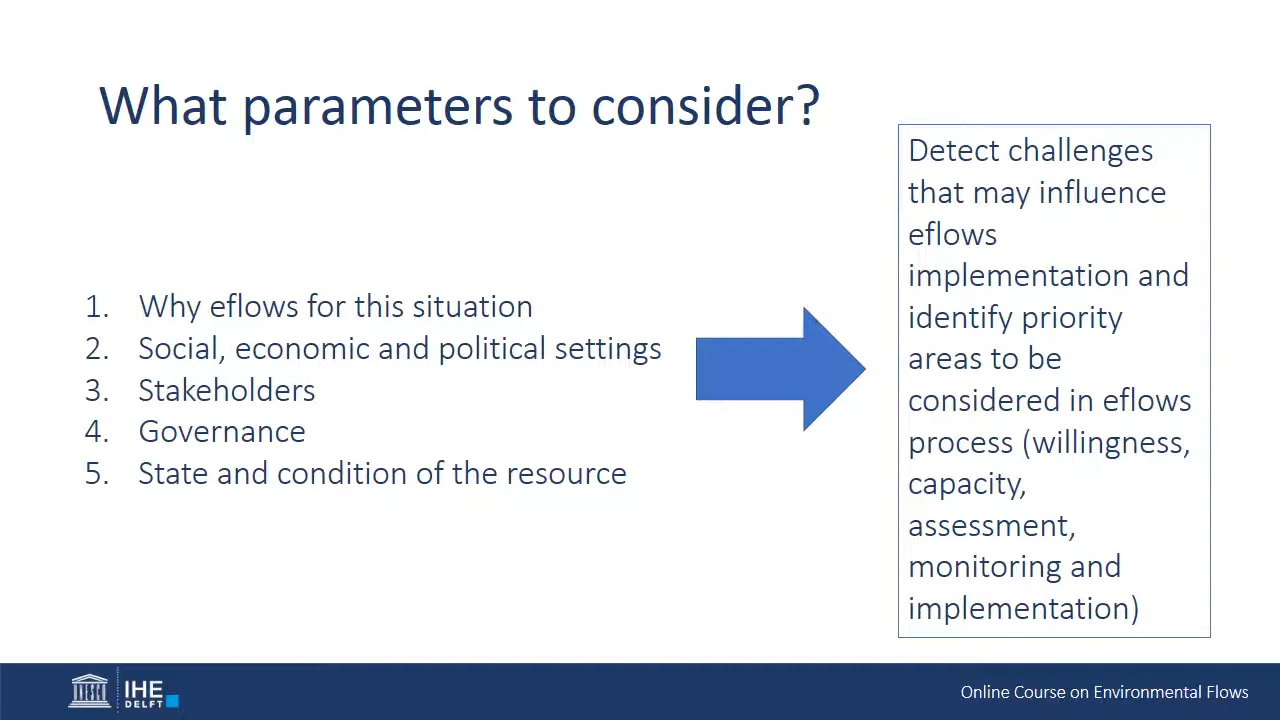 What parameters to consider?
1. Why eflows for this situation
2. Social, economic and political settings
3. Stakeholders
4. Governance
5. State and condition of the resource
Detect challenges
that may influence
eflows
implementation and
identify priority
areas to be
considered in eflows
process (willingness,
capacity,
assessment,
monitoring and
implementation)
UNESCO
IHE
DELFT
Online Course on Environmental Flows